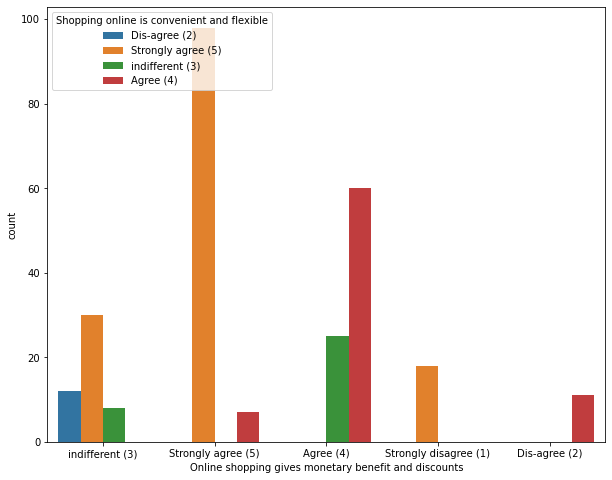 Shopping online is convenient and flexible
Dis-agree (2)
Strongly agree (5)
indifferent (3)
Agree (4)
100
80
60
40
20
0
count
indifferent (3) Strongly agree (5) Agree (4) Strongly disagree (1) Dis-agree (2)
Online shopping gives monetary benefit and discounts